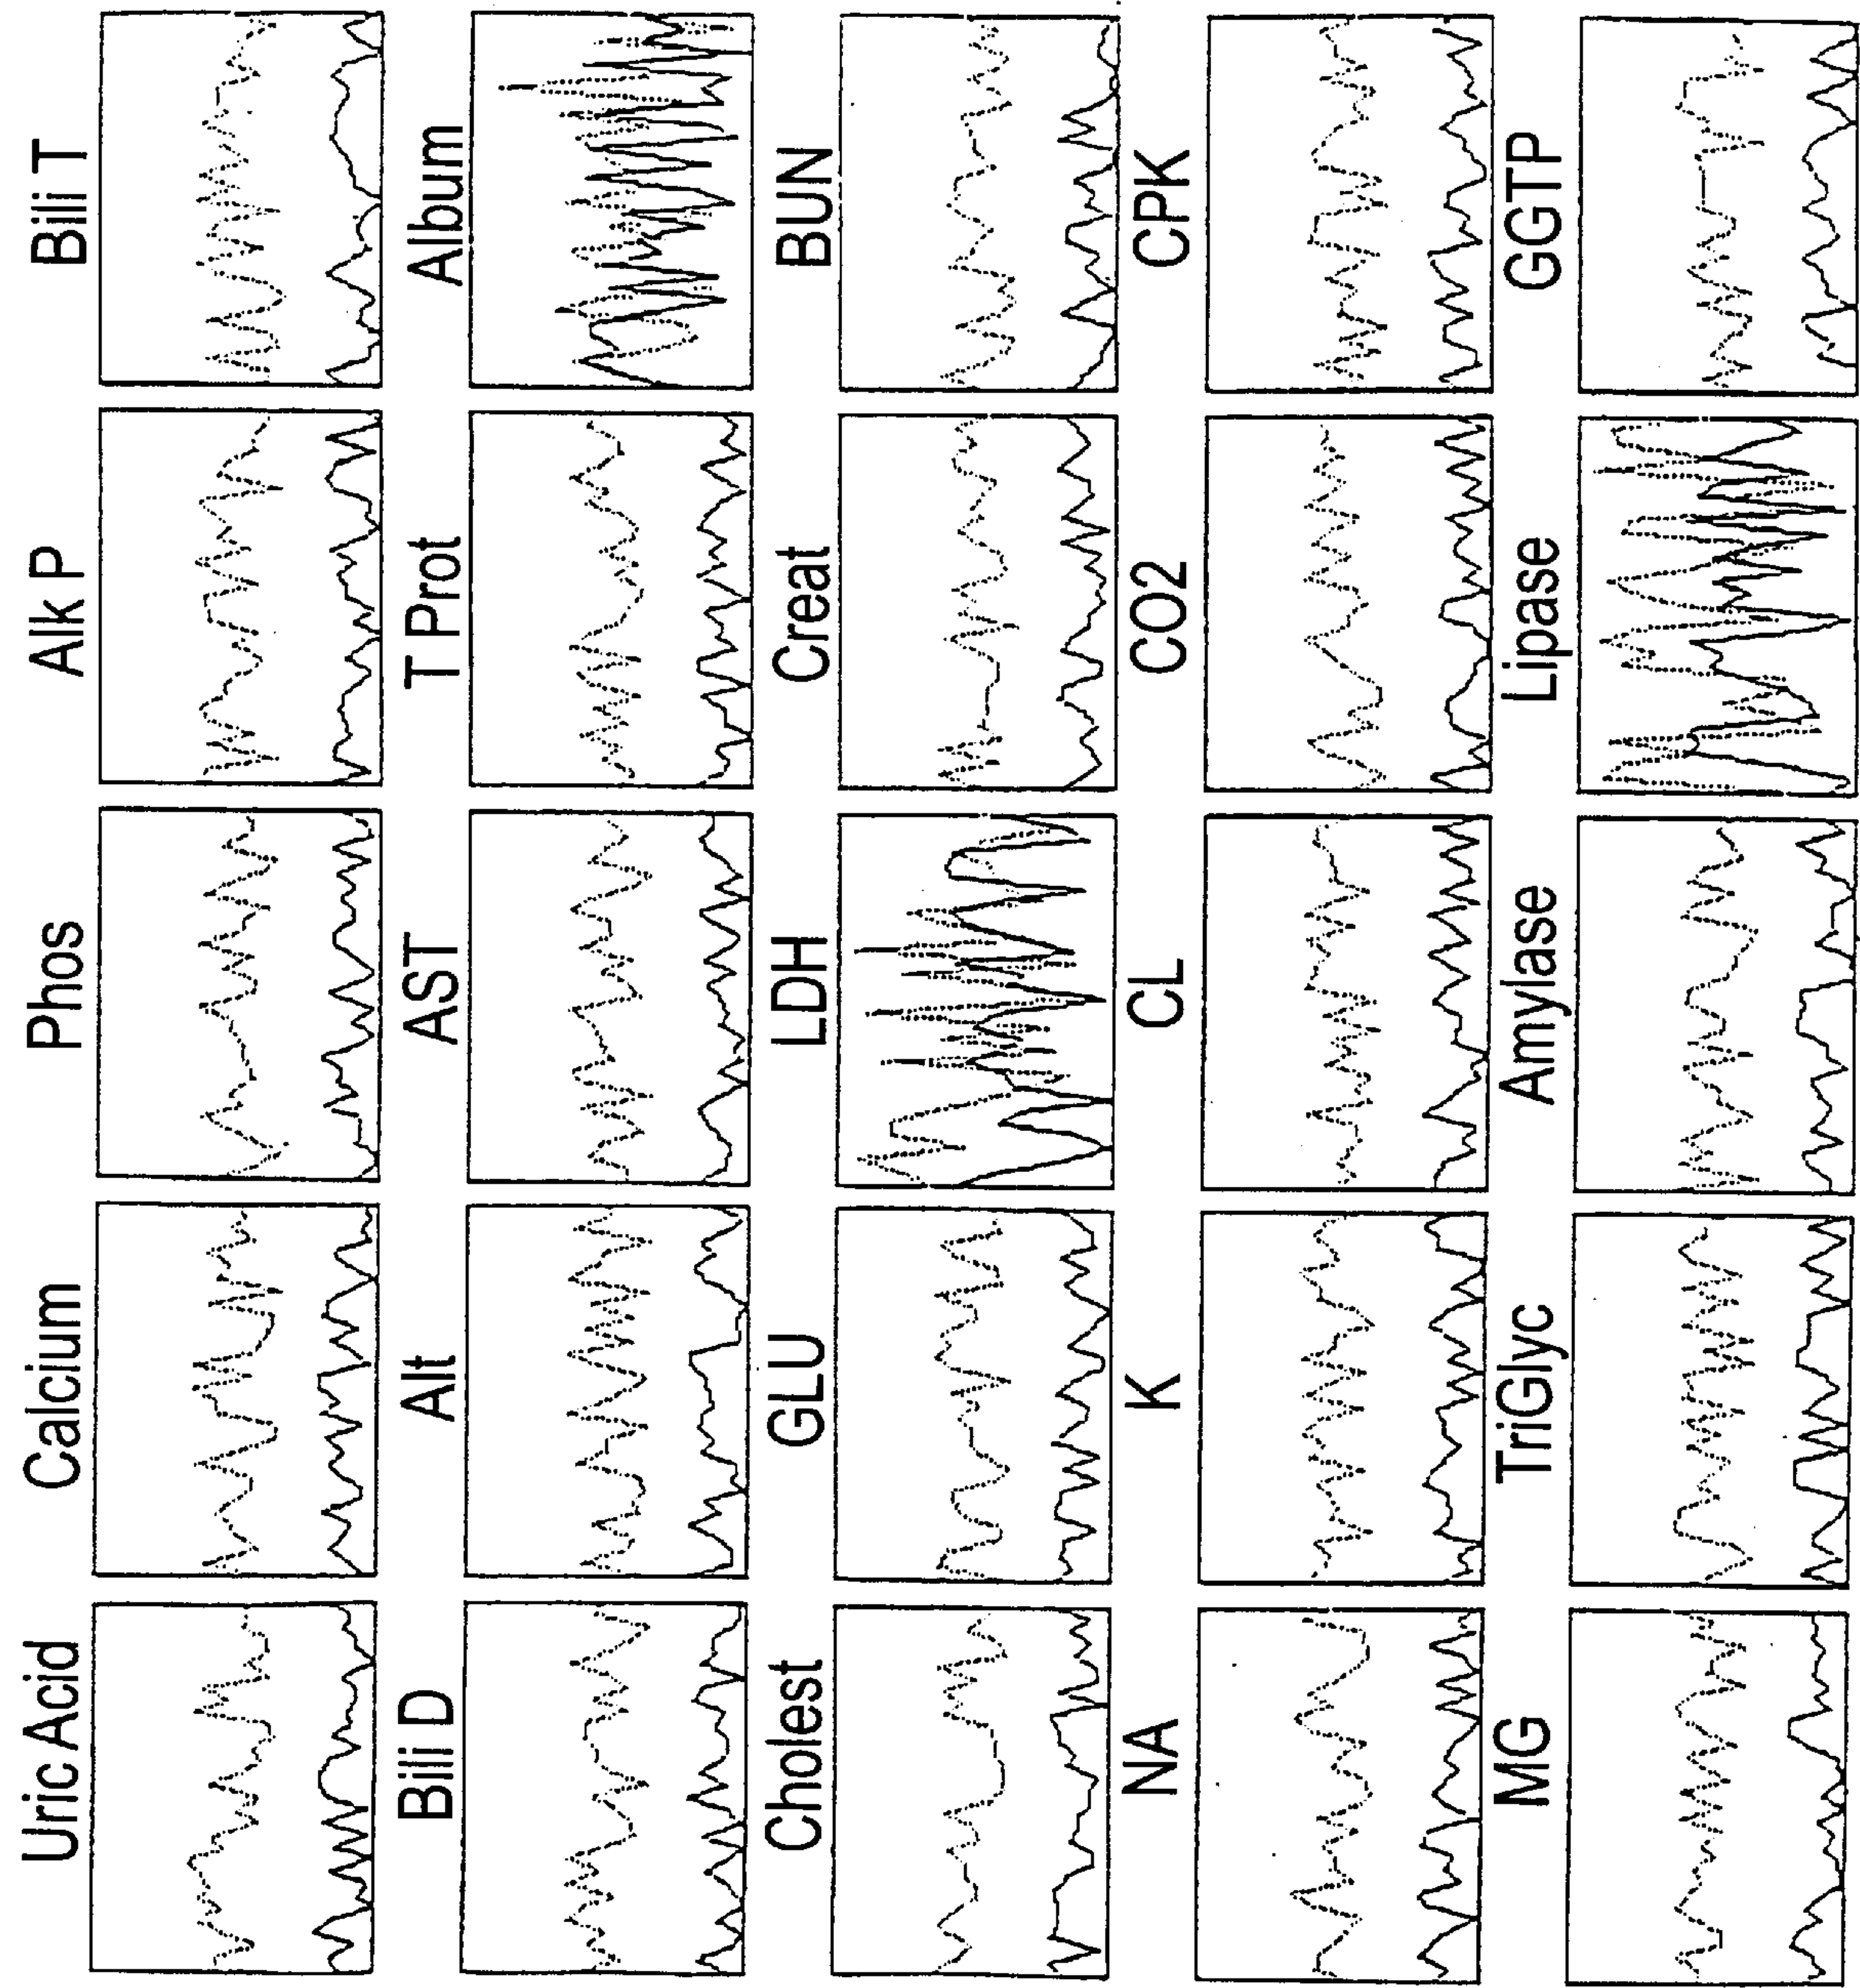 Uric Acid Calcium Phos Alk P Bili T
Bili D Alt AST T Prot Album
Cholest GLU LDH Creat BUN
NA K CL CO2 CPK
MG TriGlyc Amylase Lipase GGTP